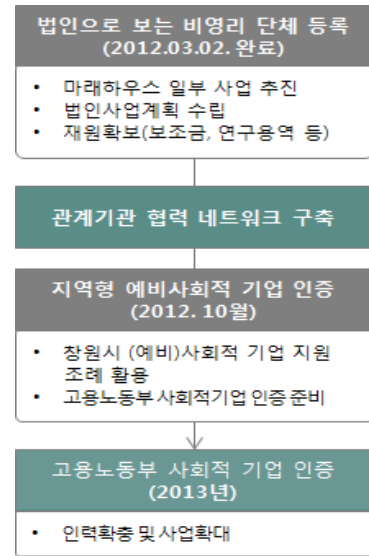 법인으로 보는 비영리 단체 등록
(2012.03.02. 완료)
• 마래하우스 일부 사업 추진
• 법인사업계획 수립
• 재원확보(보조금, 연구용역 등)
관계기관 협력 네트워크 구축
지역형 예비사회적 기업 인증
(2012. 10월)
• 창원시 (예비)사회적 기업 지원
조례 활용
• 고용노동부 사회적기업 인증 준비
고용노동부 사회적 기업 인증
(2013년)
• 인력확충 및 사업확대